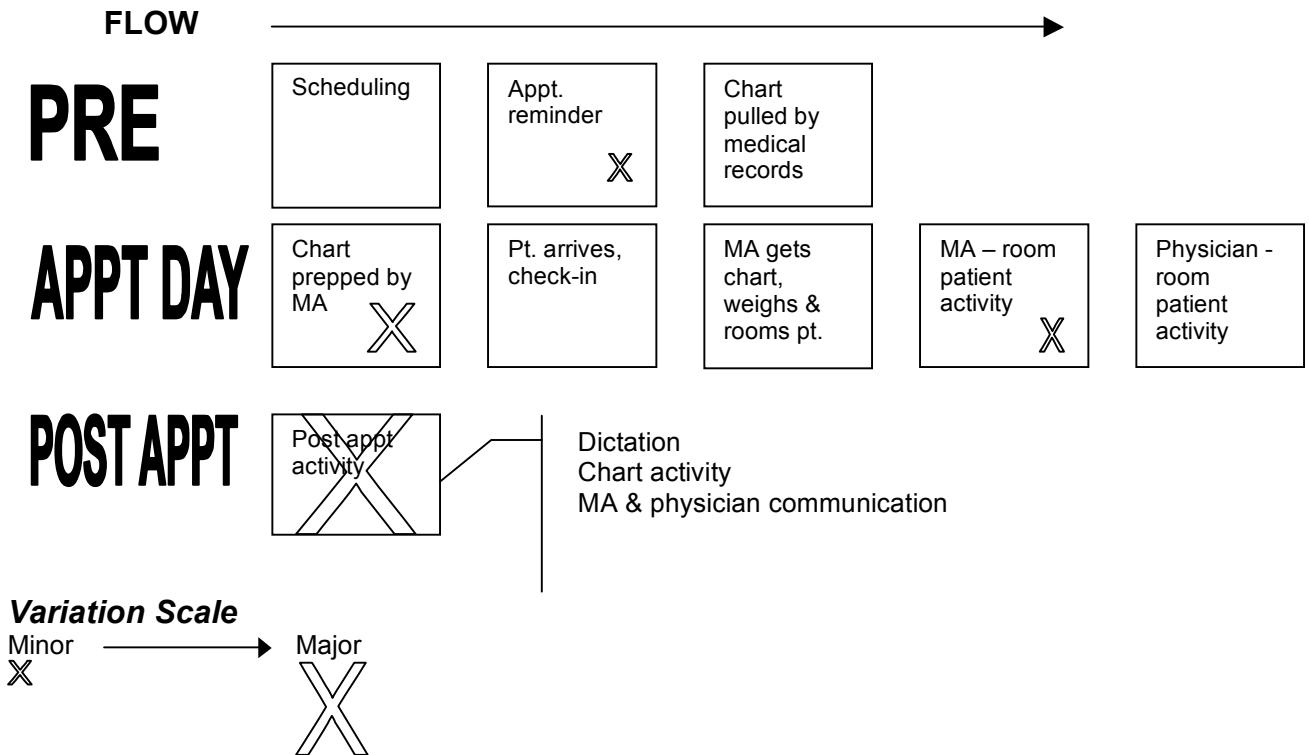 FLOW
PRE
Scheduling
Appt.
reminder
X
Chart
pulled by
medical
records
APPT DAY
Chart
prepped by
MA
X
Pt. arrives,
check-in
MA gets
chart,
weighs &
rooms pt.
MA – room
patient
activity
X
Physician -
room
patient
activity
POST APPT
Post appt
activity
X
Dictation
Chart activity
MA & physician communication
Variation Scale
Minor
X
Major
X